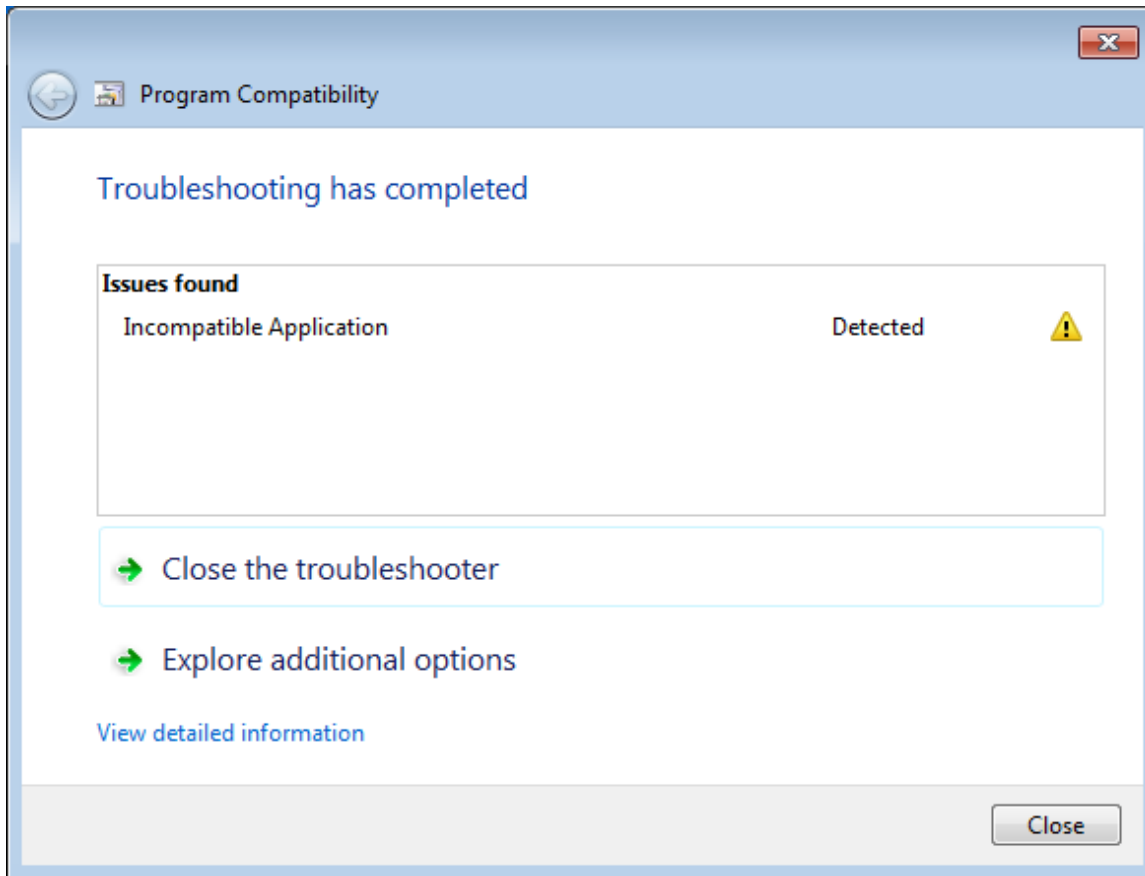 Program Compatibility
Troubleshooting has completed
Issues found
Incompatible Application Detected
Close the troubleshooter
Explore additional options
View detailed information
Close